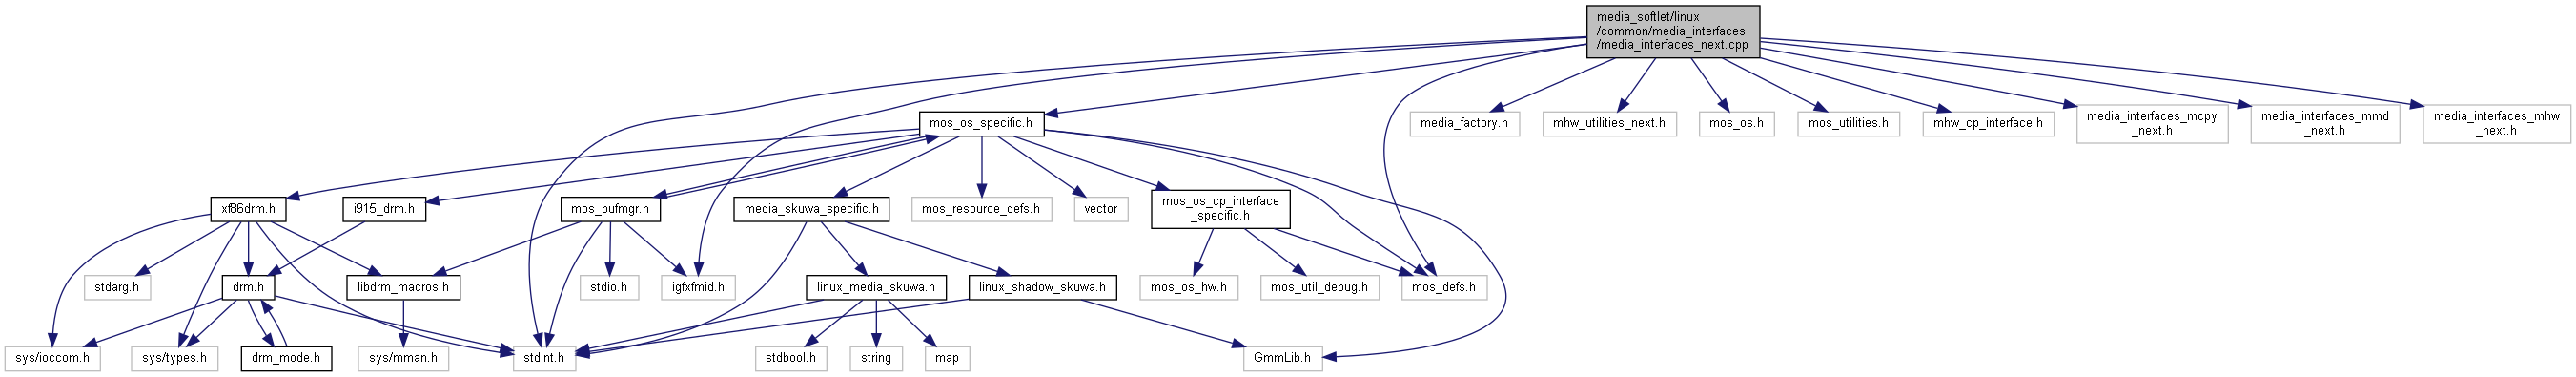 media_softlet/linux
/common/media_interfaces
/media_interfaces_next.cpp
mos_os_specific.h
media_factory.h
mhw_utilities_next.h
mos_os.h
mos_utilities.h
mhw_cp_interface.h
media_interfaces_mcpy
_next.h
media_interfaces_mmd
_next.h
media_interfaces_mhw
_next.h
xf86drm.h
i915_drm.h
mos_bufmgr.h
media_skuwa_specific.h
mos_resource_defs.h
vector
mos_os_cp_interface
_specific.h
stdarg.h
drm.h
libdrm_macros.h
stdio.h
igfxfmid.h
linux_media_skuwa.h
linux_shadow_skuwa.h
mos_os_hw.h
mos_util_debug.h
mos_defs.h
sys/ioccom.h
sys/types.h
drm_mode.h
sys/mman.h
stdint.h
stdbool.h
string
map
GmmLib.h